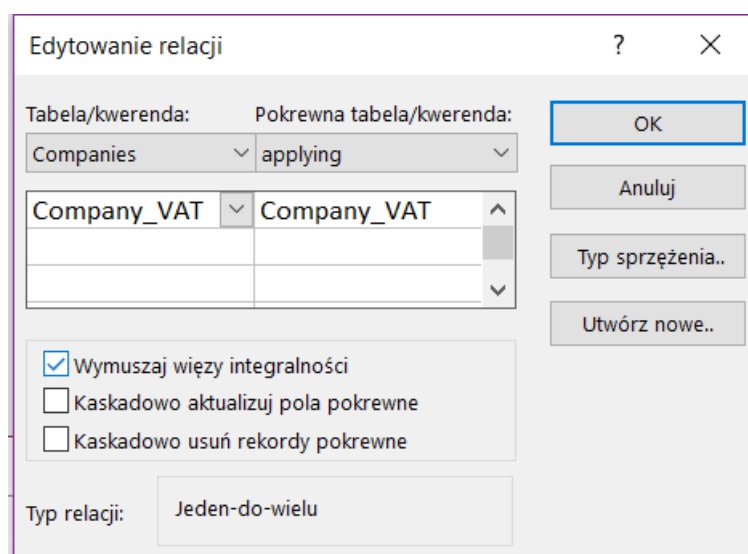 Edytowanie relacji ? ×
Tabela/kwerenda: Pokrewna tabela/kwerenda:
Companies applying
OK
Company_VAT Company_VAT
Anuluj
Typ sprzężenia..
Utwórz nowe..
Wymuszaj więzy integralności
Kaskadowo aktualizuj pola pokrewne
Kaskadowo usuń rekordy pokrewne
Typ relacji: Jeden-do-wielu